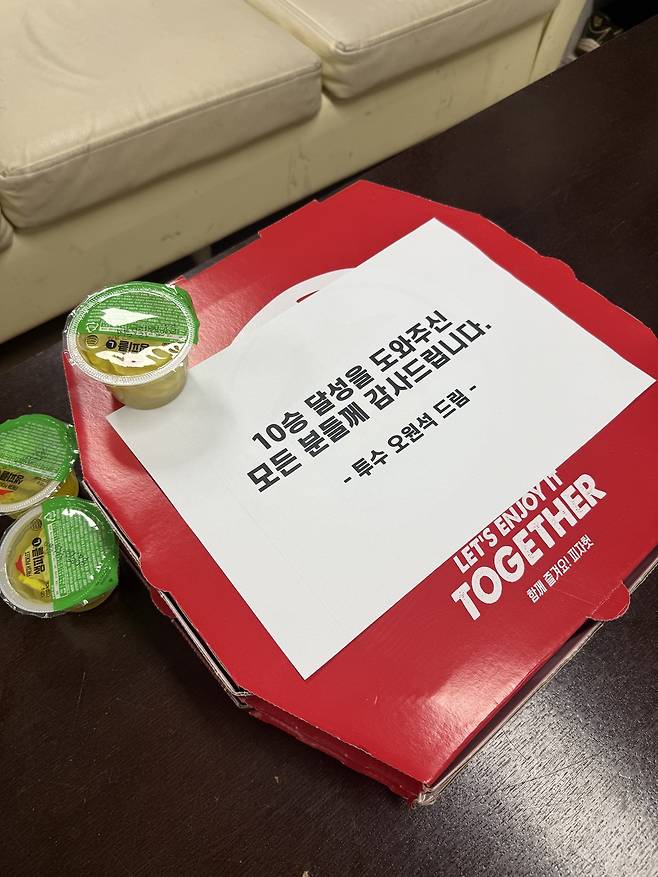 10승 달성을 도와주신
모든 분들께 감사드립니다.
- 투수 오원석 드림 -
LET'S ENJOY IT
TOGETHER
함께 즐겨요! 피자헛